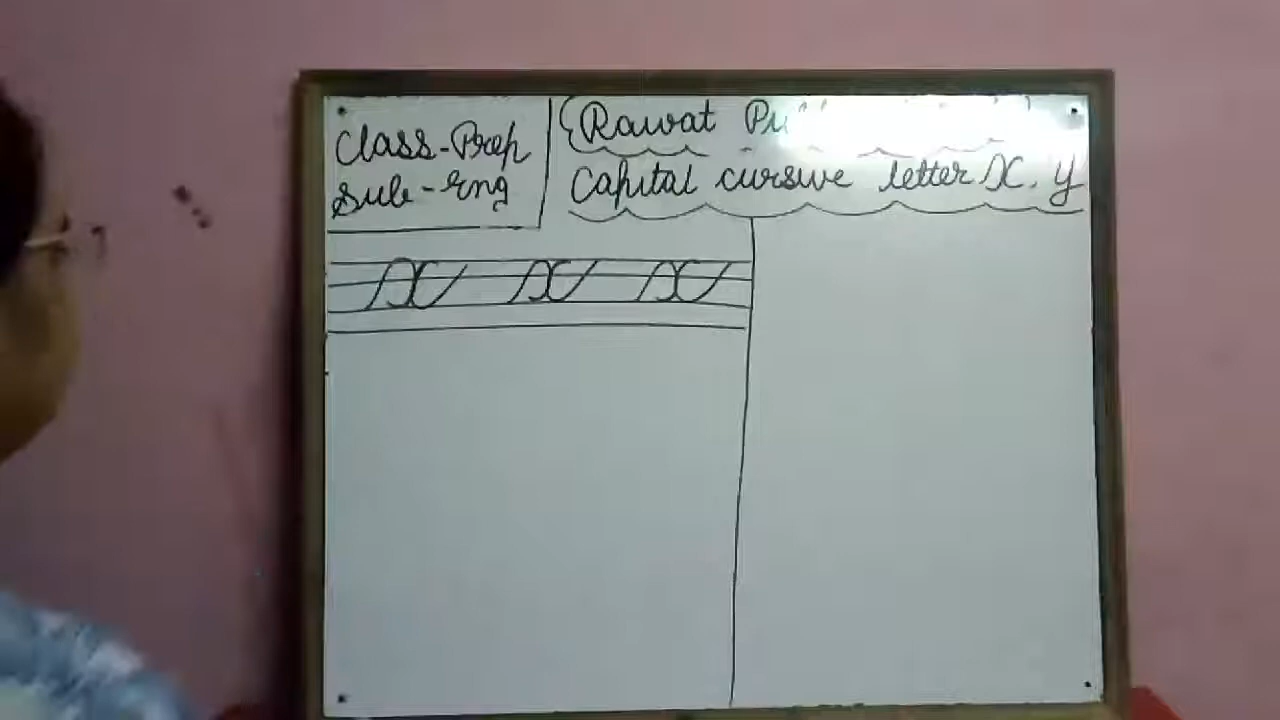 Class-Prep
Sub-Eng
Rawat
Capital cursive letter X, Y
X X X